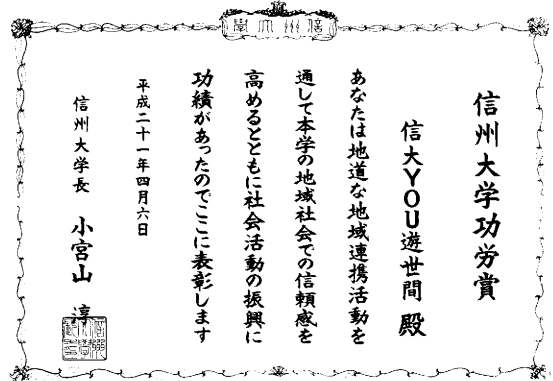 信州大学
信州大学功労賞
信大YOU遊世間 殿
あなたは地道な地域連携活動を
通して本学の地域社会での信頼感を
高めるとともに社会活動の振興に
功績があったのでここに表彰します
平成二十一年四月六日
信州大学長 小宮山 淳